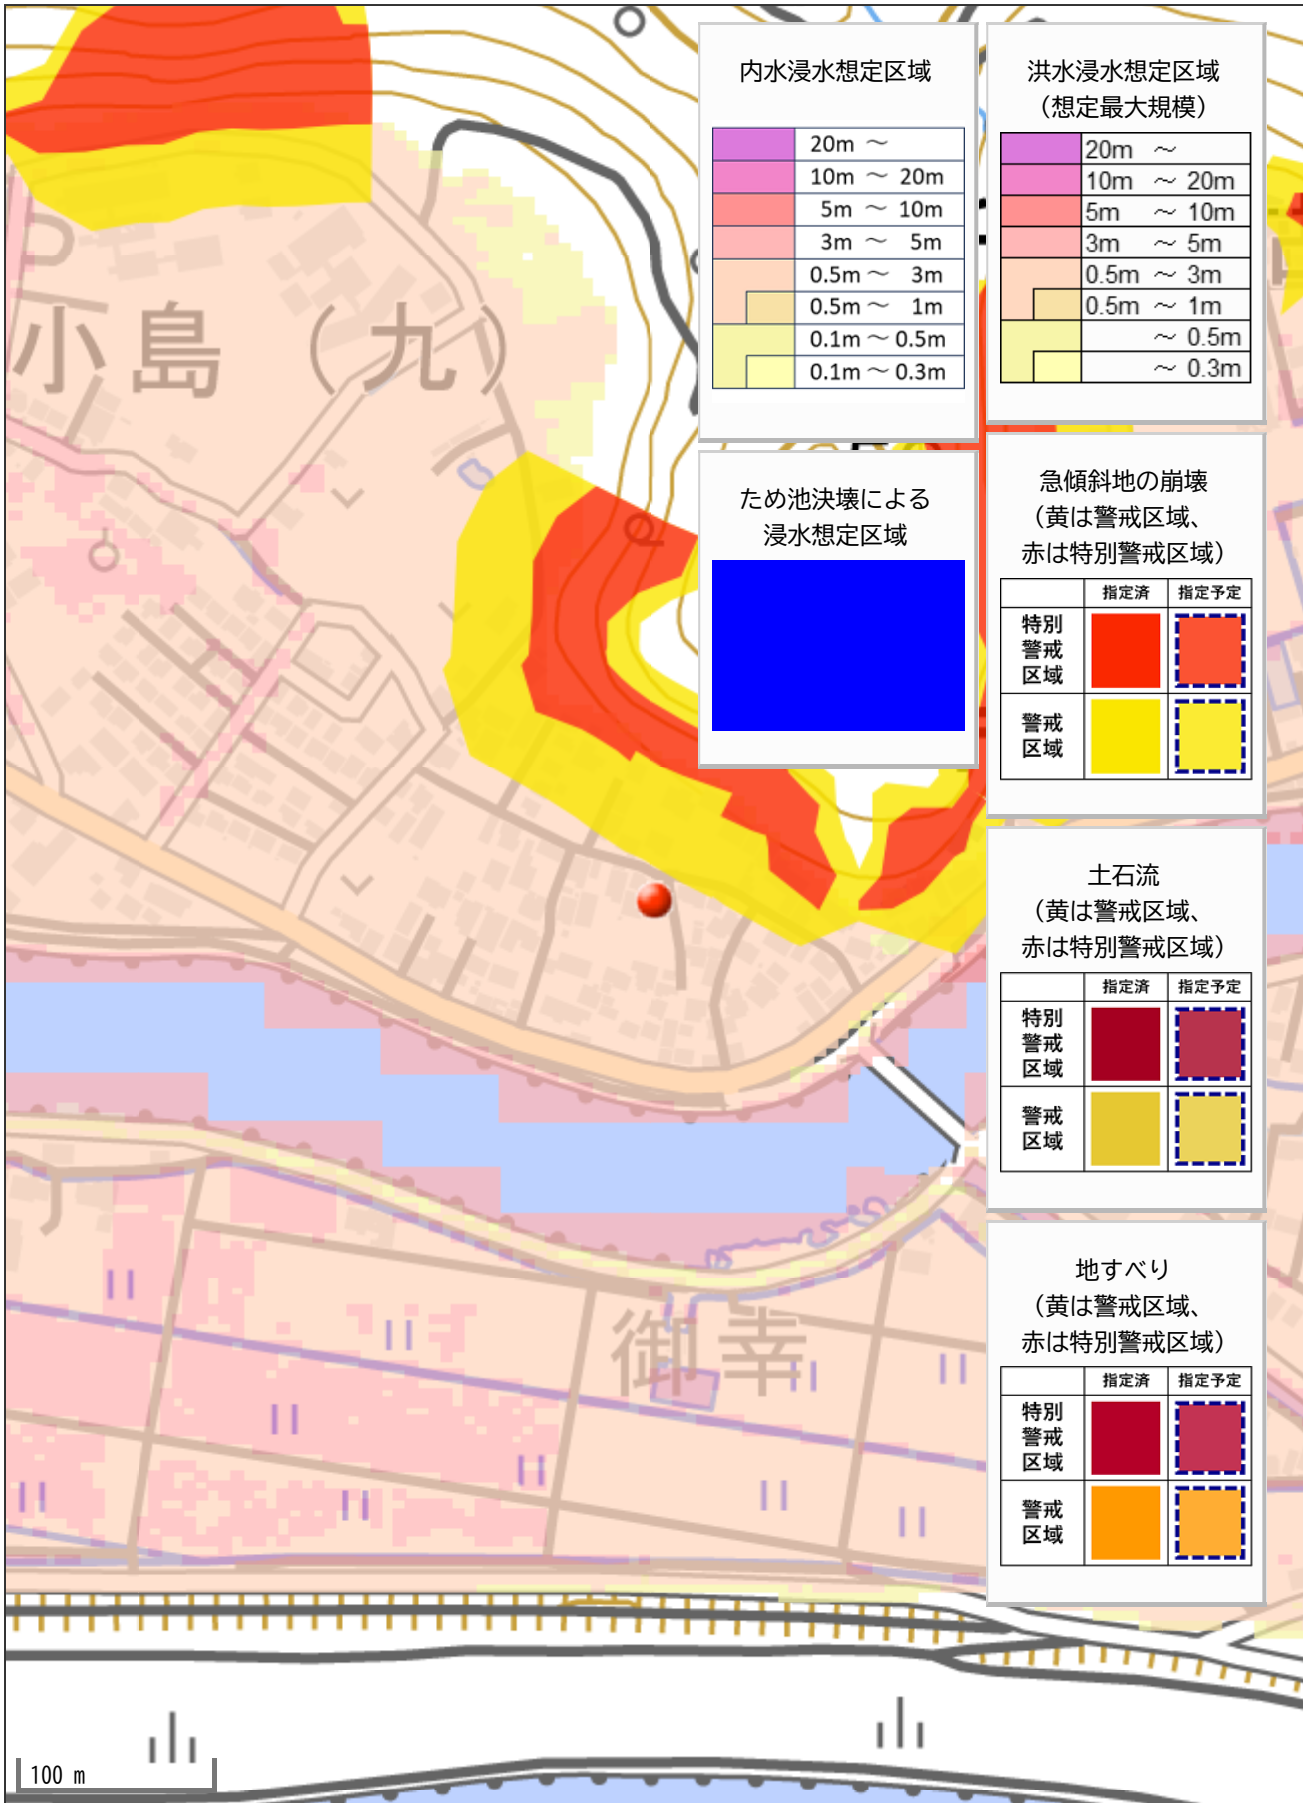 内水浸水想定区域
20m ～
10m ～ 20m
5m ～ 10m
3m ～ 5m
0.5m ～ 3m
0.5m ～ 1m
0.1m ～ 0.5m
0.1m ～ 0.3m
洪水浸水想定区域
（想定最大規模）
20m ～
10m ～ 20m
5m ～ 10m
3m ～ 5m
0.5m ～ 3m
0.5m ～ 1m
～ 0.5m
～ 0.3m
小島（九）
ため池決壊による
浸水想定区域
急傾斜地の崩壊
（黄は警戒区域、
赤は特別警戒区域）
指定済 指定予定
特別
警戒
区域
警戒
区域
土石流
（黄は警戒区域、
赤は特別警戒区域）
指定済 指定予定
特別
警戒
区域
警戒
区域
地すべり
（黄は警戒区域、
赤は特別警戒区域）
指定済 指定予定
特別
警戒
区域
警戒
区域
御幸
100 m